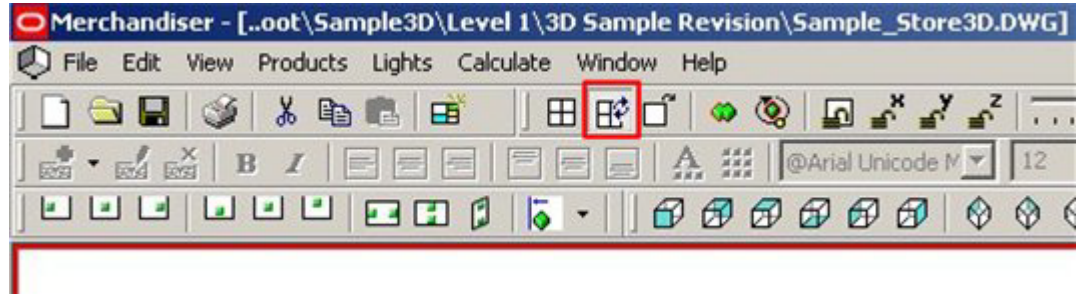 Merchandiser - [..oot\Sample3D\Level 1\3D Sample Revision\Sample_Store3D.DWG]
File Edit View Products Lights Calculate Window Help
X Y Z
B I A @Arial Unicode M 12